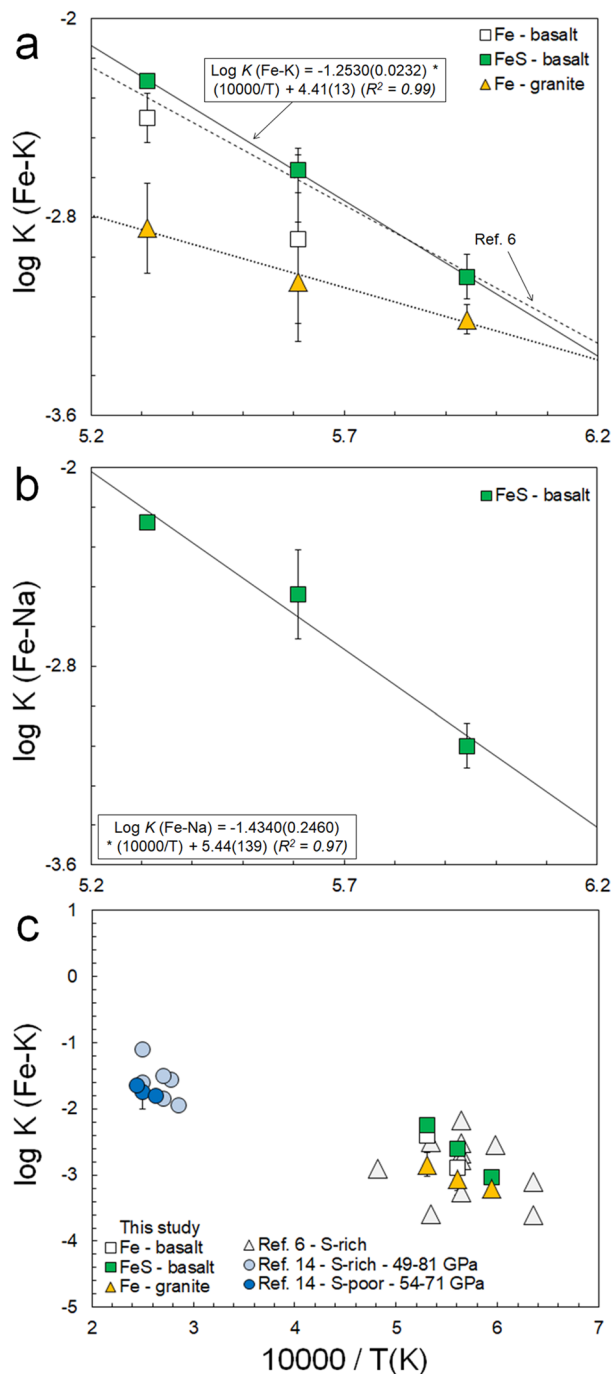 a
-2
Fe - basalt
FeS - basalt
Fe - granite
Log K (Fe-K) = -1.2530(0.0232) *
(10000/T) + 4.41(13) (R² = 0.99)
log K (Fe-K)
-2.8
Ref. 6
-3.6
5.2
5.7
6.2
b
-2
FeS - basalt
log K (Fe-Na)
-2.8
Log K (Fe-Na) = -1.4340(0.2460)
* (10000/T) + 5.44(139) (R² = 0.97)
-3.6
5.2
5.7
6.2
c
1
0
-1
log K (Fe-K)
-2
-3
-4
-5
This study
Fe - basalt
FeS - basalt
Fe - granite
Ref. 6 - S-rich
Ref. 14 - S-rich - 49-81 GPa
Ref. 14 - S-poor - 54-71 GPa
2
3
4
5
6
7
10000 / T(K)